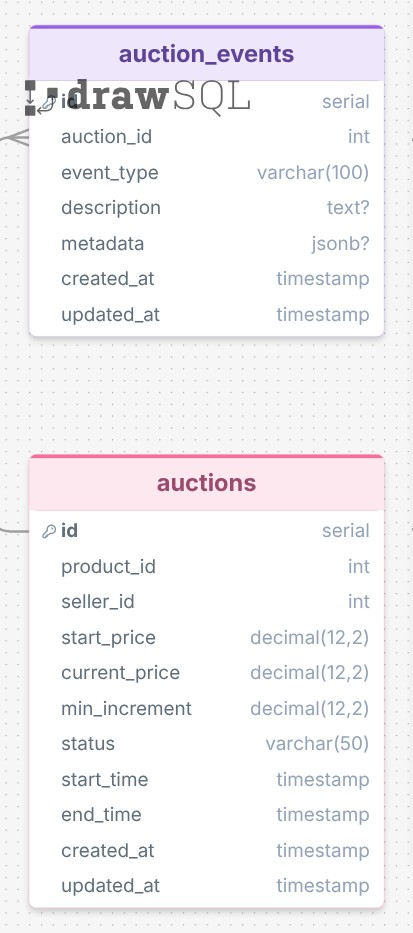 auction_events
drawSQL
id serial
auction_id int
event_type varchar(100)
description text?
metadata jsonb?
created_at timestamp
updated_at timestamp
auctions
id serial
product_id int
seller_id int
start_price decimal(12,2)
current_price decimal(12,2)
min_increment decimal(12,2)
status varchar(50)
start_time timestamp
end_time timestamp
created_at timestamp
updated_at timestamp